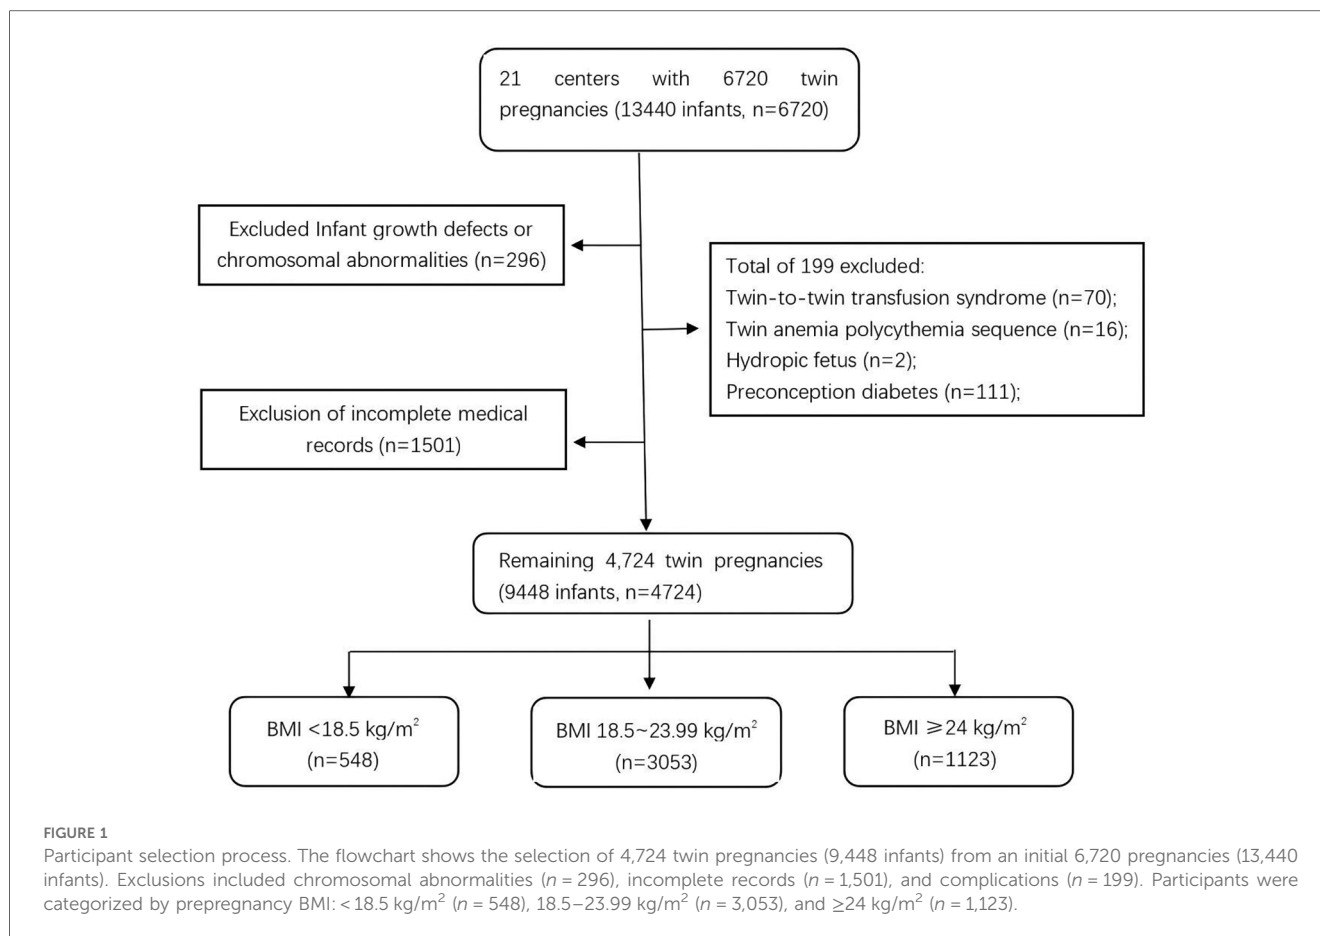 21 centers with 6720 twin
pregnancies (13440 infants, n=6720)
Excluded Infant growth defects or
chromosomal abnormalities (n=296)
Total of 199 excluded:
Twin-to-twin transfusion syndrome (n=70);
Twin anemia polycythemia sequence (n=16);
Hydropic fetus (n=2);
Preconception diabetes (n=111);
Exclusion of incomplete medical
records (n=1501)
Remaining 4,724 twin pregnancies
(9448 infants, n=4724)
BMI <18.5 kg/m²
(n=548)
BMI 18.5~23.99 kg/m²
(n=3053)
BMI ⩾24 kg/m²
(n=1123)
FIGURE 1
Participant selection process. The flowchart shows the selection of 4,724 twin pregnancies (9,448 infants) from an initial 6,720 pregnancies (13,440
infants). Exclusions included chromosomal abnormalities (n = 296), incomplete records (n = 1,501), and complications (n = 199). Participants were
categorized by prepregnancy BMI: < 18.5 kg/m² (n = 548), 18.5–23.99 kg/m² (n = 3,053), and ≥24 kg/m² (n = 1,123).